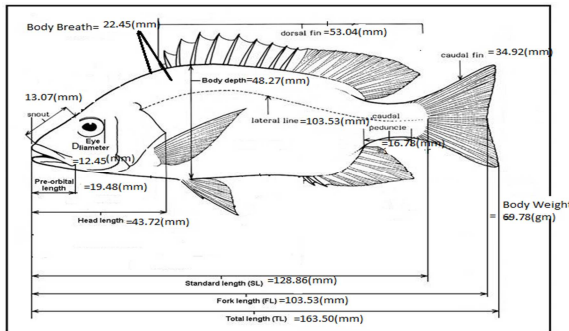 Body Breath= 22.45(mm)
dorsal fin =53.04(mm)
caudal fin =34.92(mm)
Body depth=48.27(mm)
13.07(mm)
snout
lateral line =103.53(mm)
caudal
peduncle
=16.78(mm)
Eye
Diameter
=12.45(mm)
Pre-orbital
length
=19.48(mm)
Head length =43.72(mm)
Body Weight
= 69.78(gm)
Standard length (SL) =128.86(mm)
Fork length (FL) =103.53(mm)
Total length (TL) =163.50(mm)